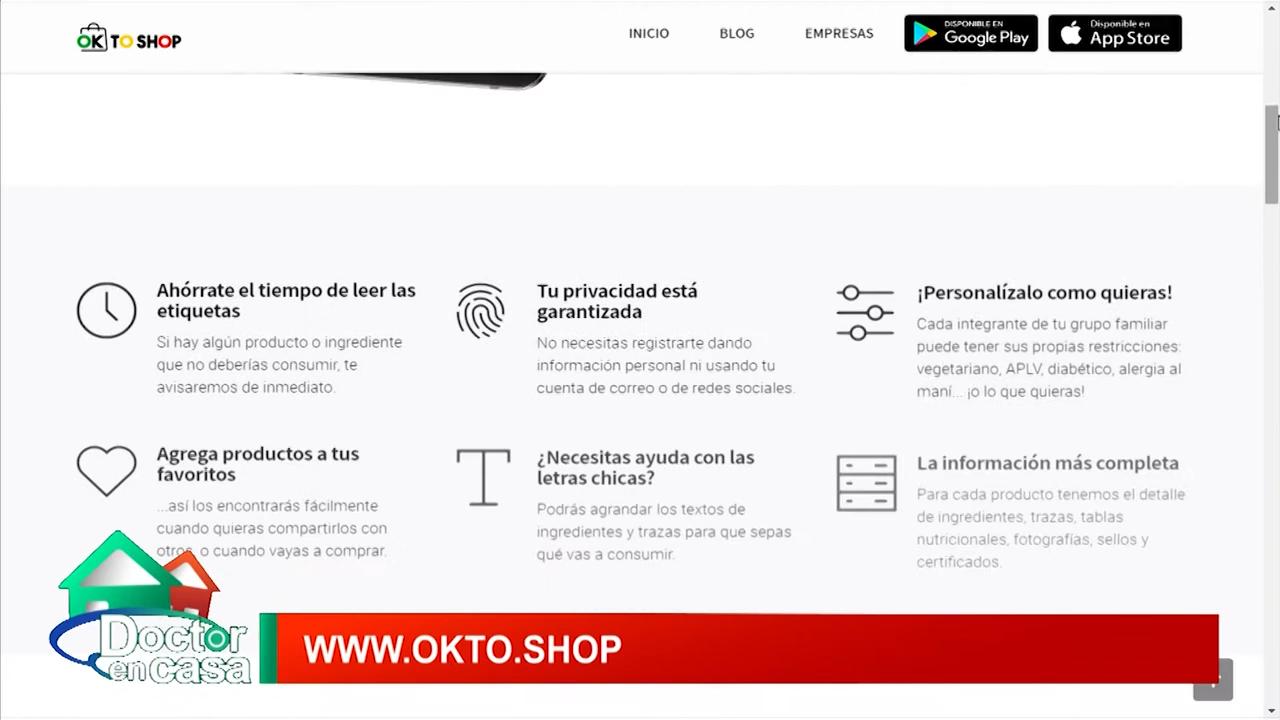 OK TO SHOP
INICIO
BLOG
EMPRESAS
DISPONIBLE EN
Google Play
Disponible en
App Store
Ahórrate el tiempo de leer las
etiquetas
Si hay algún producto o ingrediente
que no deberías consumir, te
avisaremos de inmediato.
Tu privacidad está
garantizada
No necesitas registrarte dando
información personal ni usando tu
cuenta de correo o de redes sociales.
¡Personalízalo como quieras!
Cada integrante de tu grupo familiar
puede tener sus propias restricciones:
vegetariano, APLV, diabético, alergia al
maní... ¡o lo que quieras!
Agrega productos a tus
favoritos
...así los encontrarás fácilmente
cuando quieras compartirlos con
otros, o cuando vayas a comprar.
¿Necesitas ayuda con las
letras chicas?
Podrás agrandar los textos de
ingredientes y trazas para que sepas
qué vas a consumir.
La información más completa
Para cada producto tenemos el detalle
de ingredientes, trazas, tablas
nutricionales, fotografías, sellos y
certificados.
Doctor
en casa
WWW.OKTO.SHOP